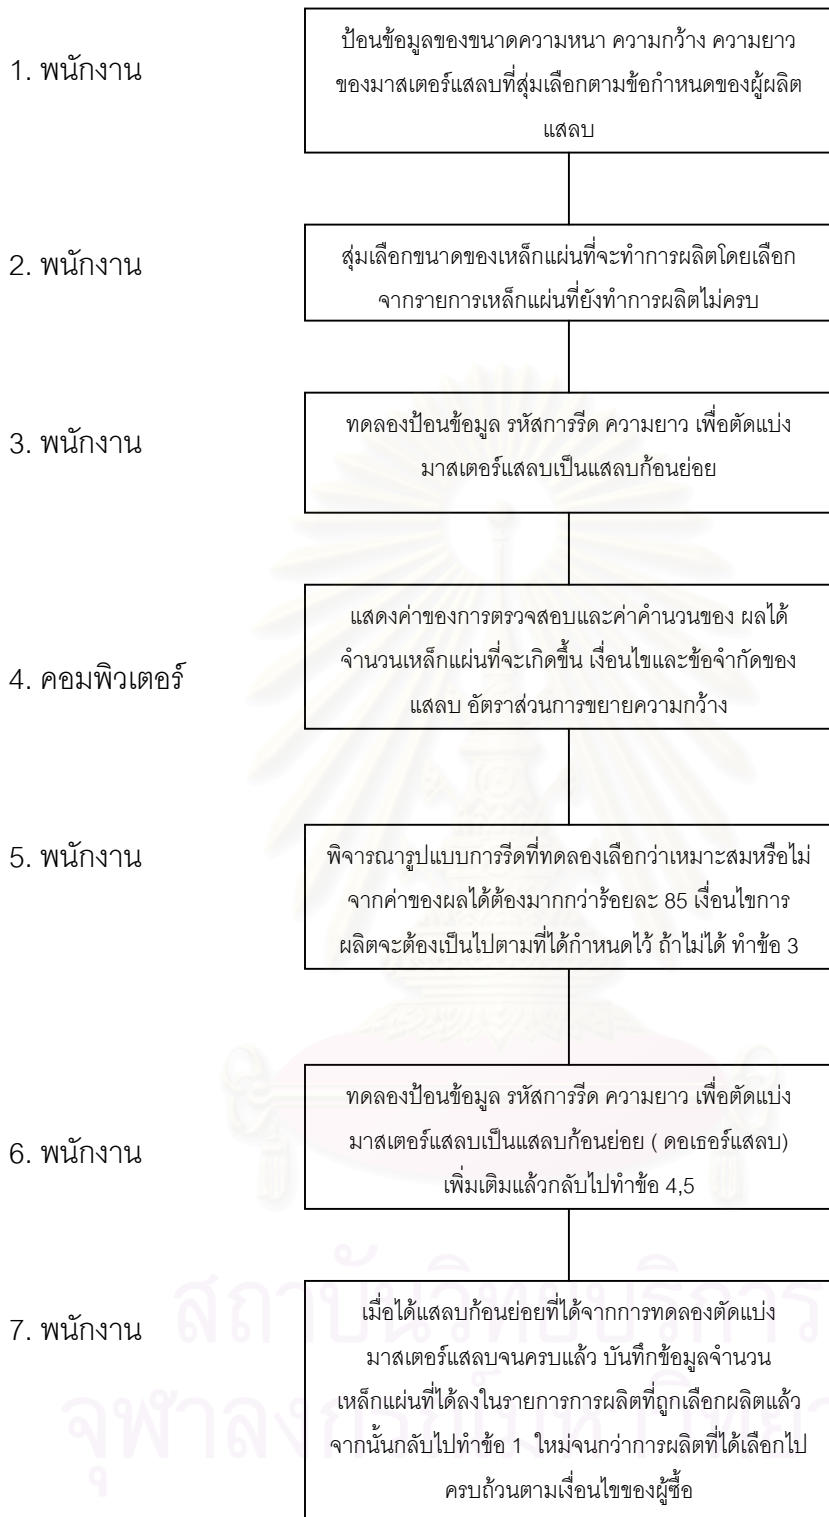 1. พนักงาน
ป้อนข้อมูลของขนาดความหนา ความกว้าง ความยาว
ของมาสเตอร์แสลบที่สุ่มเลือกตามข้อกำหนดของผู้ผลิต
แสลบ
2. พนักงาน
สุ่มเลือกขนาดของเหล็กแผ่นที่จะทำการผลิตโดยเลือก
จากรายการเหล็กแผ่นที่ยังทำการผลิตไม่ครบ
3. พนักงาน
ทดลองป้อนข้อมูล รหัสการรีด ความยาว เพื่อตัดแบ่ง
มาสเตอร์แสลบเป็นแสลบก้อนย่อย
4. คอมพิวเตอร์
แสดงค่าของการตรวจสอบและค่าคำนวนของ ผลได้
จำนวนเหล็กแผ่นที่จะเกิดขึ้น เงื่อนไขและข้อจำกัดของ
แสลบ อัตราส่วนการขยายความกว้าง
5. พนักงาน
พิจารณารูปแบบการรีดที่ทดลองเลือกว่าเหมาะสมหรือไม่
จากค่าของผลได้ต้องมากกว่าร้อยละ 85 เงื่อนไขการ
ผลิตจะต้องเป็นไปตามที่ได้กำหนดไว้ ถ้าไม่ได้ ทำข้อ 3
6. พนักงาน
ทดลองป้อนข้อมูล รหัสการรีด ความยาว เพื่อตัดแบ่ง
มาสเตอร์แสลบเป็นแสลบก้อนย่อย ( ดอเธอร์แสลบ)
เพิ่มเติมแล้วกลับไปทำข้อ 4,5
7. พนักงาน
เมื่อได้แสลบก้อนย่อยที่ได้จากการทดลองตัดแบ่ง
มาสเตอร์แสลบจนครบแล้ว บันทึกข้อมูลจำนวน
เหล็กแผ่นที่ได้ลงในรายการการผลิตที่ถูกเลือกผลิตแล้ว
จากนั้นกลับไปทำข้อ 1 ใหม่จนกว่าการผลิตที่ได้เลือกไป
ครบถ้วนตามเงื่อนไขของผู้ซื้อ
สถาบันวิทยบริการ